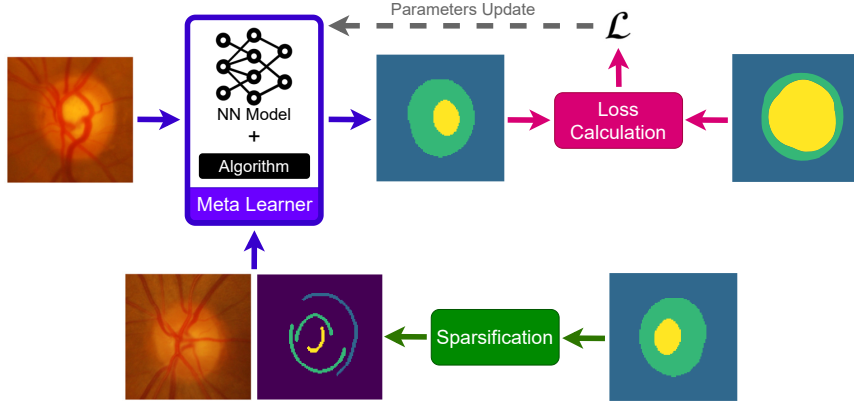 Parameters Update
ℒ
NN Model
+
Algorithm
Meta Learner
Loss
Calculation
Sparsification